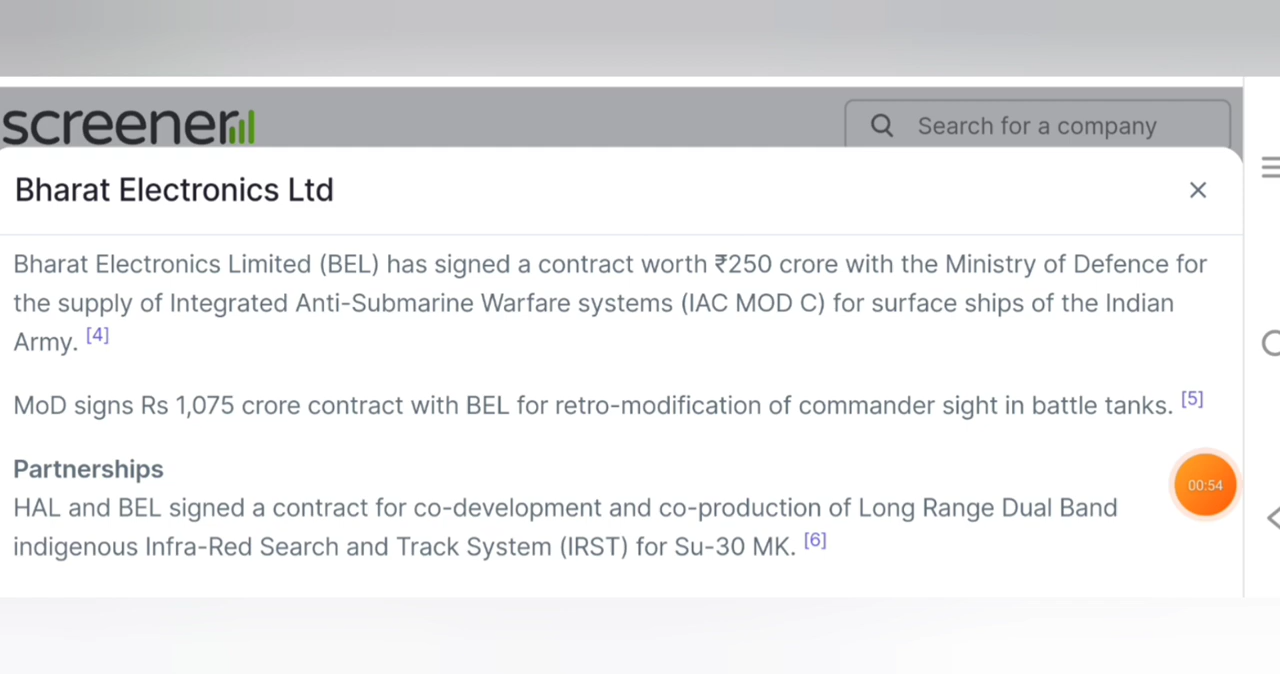 screener
Search for a company
Bharat Electronics Ltd
Bharat Electronics Limited (BEL) has signed a contract worth ₹250 crore with the Ministry of Defence for
the supply of Integrated Anti-Submarine Warfare systems (IAC MOD C) for surface ships of the Indian
Army. [4]
MoD signs Rs 1,075 crore contract with BEL for retro-modification of commander sight in battle tanks. [5]
Partnerships
00:54
HAL and BEL signed a contract for co-development and co-production of Long Range Dual Band
indigenous Infra-Red Search and Track System (IRST) for Su-30 MK. [6]